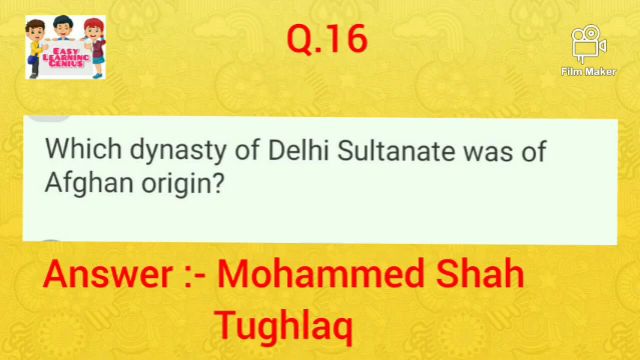 Q.16
EASY
LEARNING
GENIUS
Film Maker
Which dynasty of Delhi Sultanate was of
Afghan origin?
Answer :- Mohammed Shah
Tughlaq